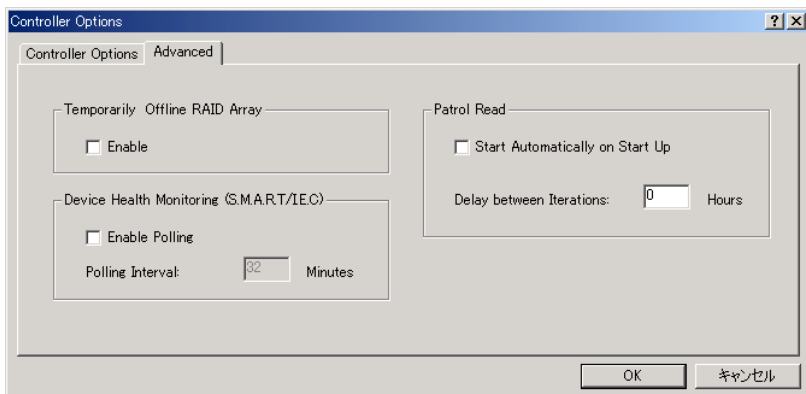 Controller Options
Controller Options Advanced
Temporarily Offline RAID Array
Enable
Device Health Monitoring (S.M.A.R.T/I.E.C)
Enable Polling
Polling Interval: 32 Minutes
Patrol Read
Start Automatically on Start Up
Delay between Iterations: 0 Hours
OK キャンセル